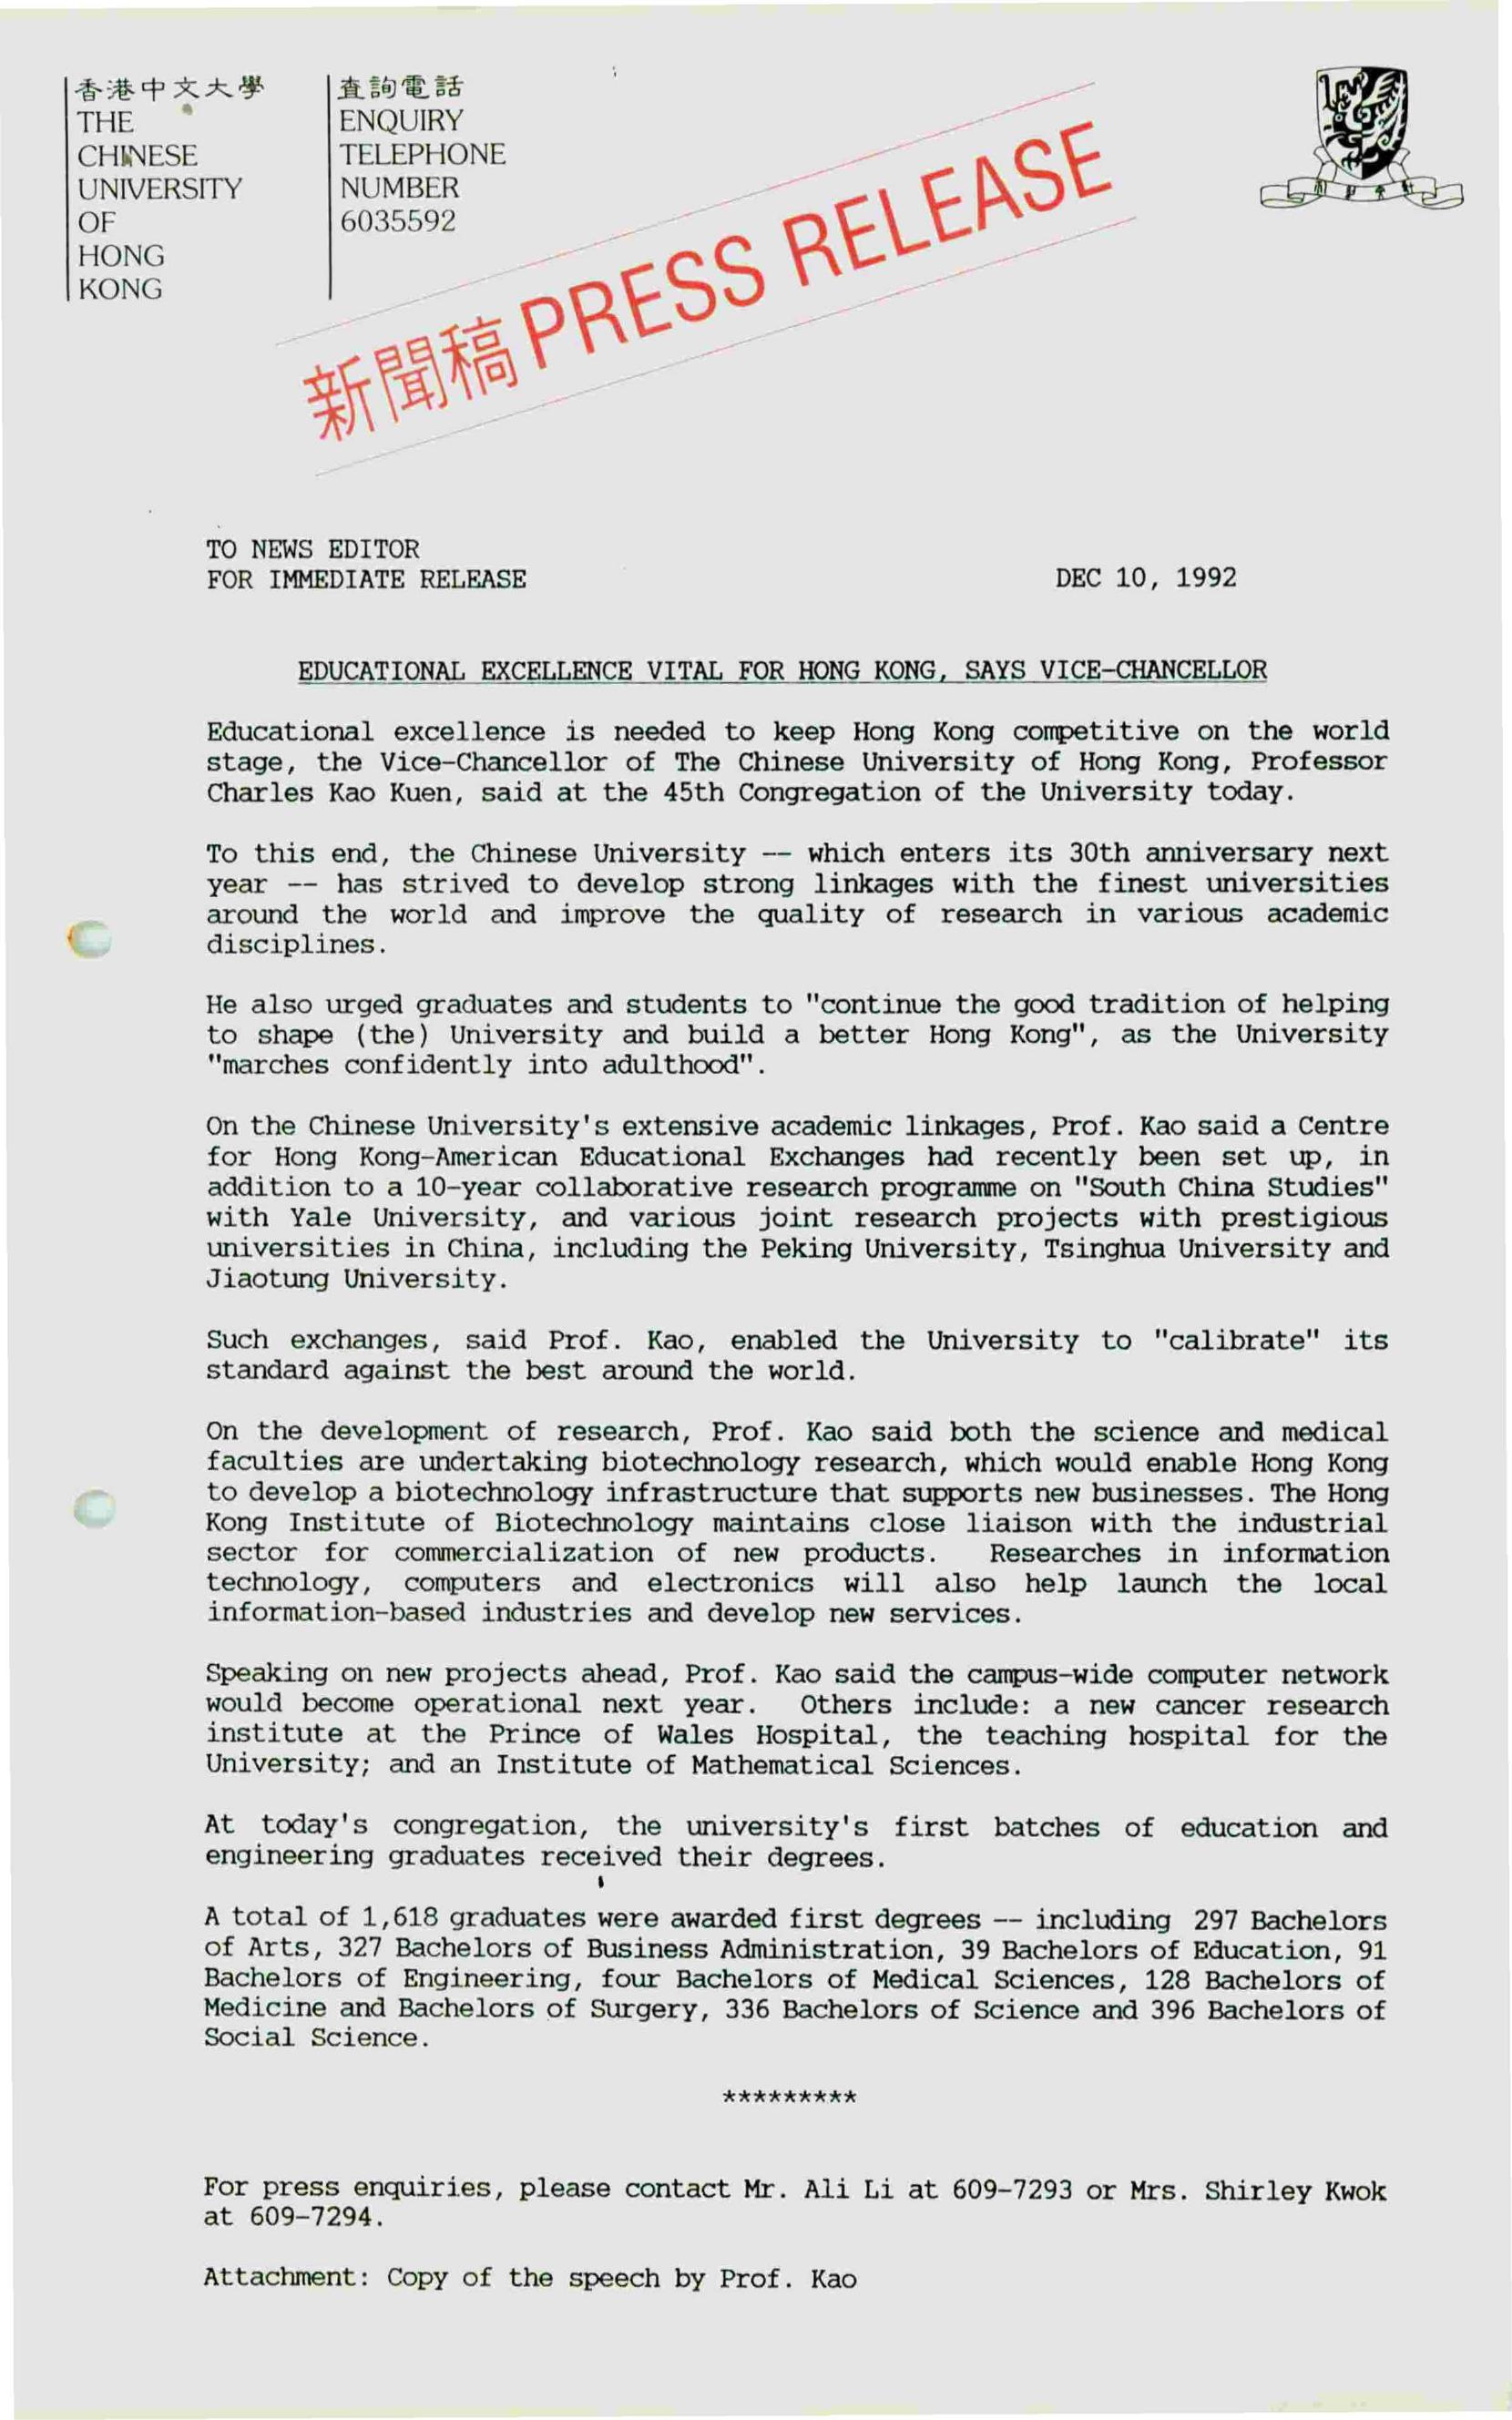 香港中文大學
THE
CHINESE
UNIVERSITY
OF
HONG
KONG
查詢電話
ENQUIRY
TELEPHONE
NUMBER
6035592
新聞稿 PRESS RELEASE
TO NEWS EDITOR
FOR IMMEDIATE RELEASE DEC 10, 1992
EDUCATIONAL EXCELLENCE VITAL FOR HONG KONG, SAYS VICE-CHANCELLOR
Educational excellence is needed to keep Hong Kong competitive on the world
stage, the Vice-Chancellor of The Chinese University of Hong Kong, Professor
Charles Kao Kuen, said at the 45th Congregation of the University today.
To this end, the Chinese University -- which enters its 30th anniversary next
year -- has strived to develop strong linkages with the finest universities
around the world and improve the quality of research in various academic
disciplines.
He also urged graduates and students to "continue the good tradition of helping
to shape (the) University and build a better Hong Kong", as the University
"marches confidently into adulthood".
On the Chinese University's extensive academic linkages, Prof. Kao said a Centre
for Hong Kong-American Educational Exchanges had recently been set up, in
addition to a 10-year collaborative research programme on "South China Studies"
with Yale University, and various joint research projects with prestigious
universities in China, including the Peking University, Tsinghua University and
Jiaotung University.
Such exchanges, said Prof. Kao, enabled the University to "calibrate" its
standard against the best around the world.
On the development of research, Prof. Kao said both the science and medical
faculties are undertaking biotechnology research, which would enable Hong Kong
to develop a biotechnology infrastructure that supports new businesses. The Hong
Kong Institute of Biotechnology maintains close liaison with the industrial
sector for commercialization of new products. Researches in information
technology, computers and electronics will also help launch the local
information-based industries and develop new services.
Speaking on new projects ahead, Prof. Kao said the campus-wide computer network
would become operational next year. Others include: a new cancer research
institute at the Prince of Wales Hospital, the teaching hospital for the
University; and an Institute of Mathematical Sciences.
At today's congregation, the university's first batches of education and
engineering graduates received their degrees.
A total of 1,618 graduates were awarded first degrees -- including 297 Bachelors
of Arts, 327 Bachelors of Business Administration, 39 Bachelors of Education, 91
Bachelors of Engineering, four Bachelors of Medical Sciences, 128 Bachelors of
Medicine and Bachelors of Surgery, 336 Bachelors of Science and 396 Bachelors of
Social Science.
*********
For press enquiries, please contact Mr. Ali Li at 609-7293 or Mrs. Shirley Kwok
at 609-7294.
Attachment: Copy of the speech by Prof. Kao